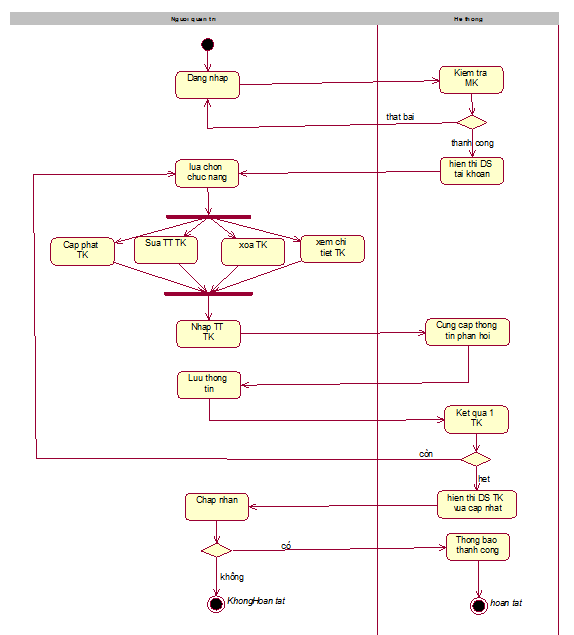 Nguoi quan tri
He thong
Dang nhap
Kiem tra
MK
that bai
thanh cong
lua chon
chuc nang
hien thi DS
tai khoan
Cap phat
TK
Sua TT TK
xoa TK
xem chi
tiet TK
Nhap TT
TK
Cung cap thong
tin phan hoi
Luu thong
tin
Ket qua 1
TK
còn
het
Chap nhan
hien thi DS TK
vua cap nhat
Thong bao
thanh cong
có
không
KhongHoan tat
hoan tat